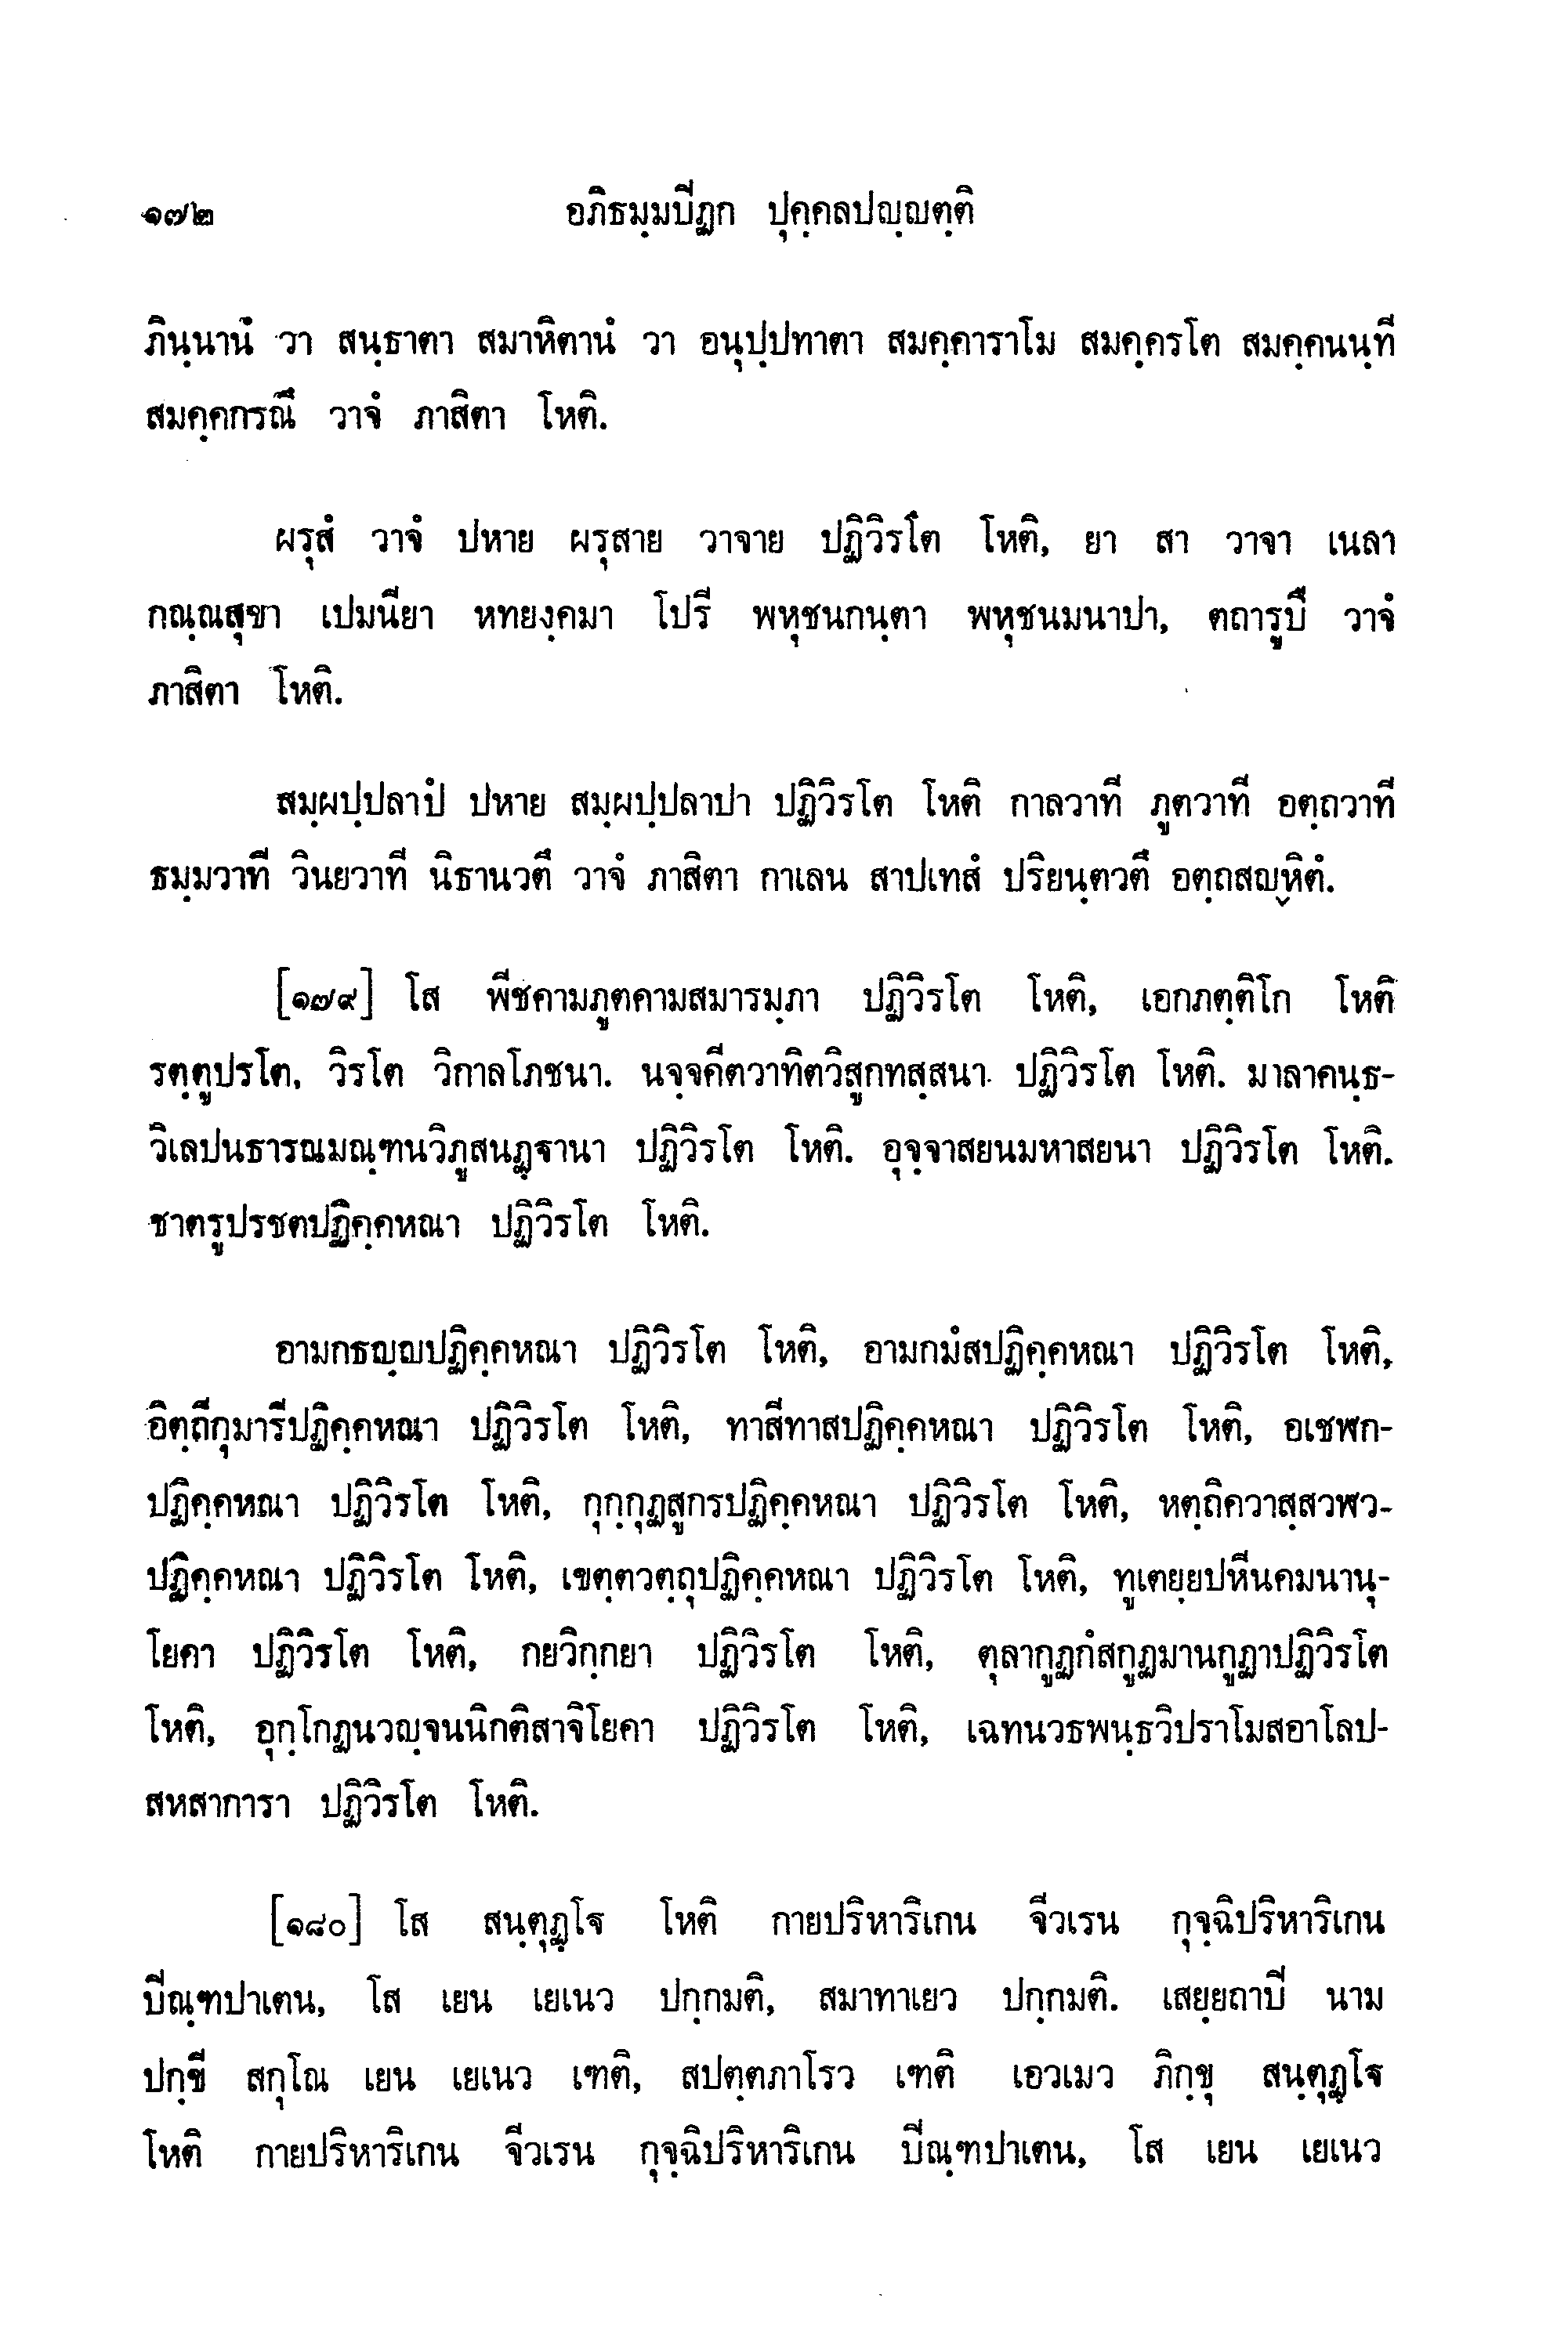 ๑๗๒ อภิธมฺมปิฏก ปุคฺคลปญฺญตฺติ
ภินฺนานํ วา สนฺธาตา สมาหิตานํ วา อนุปฺปทาตา สมคฺคาราโม สมคฺครโต สมคฺคนนฺที
สมคฺคกรณึ วาจํ ภาสิตา โหติ.
ผรุสํ วาจํ ปหาย ผรุสาย วาจาย ปฏิวิรโต โหติ, ยา สา วาจา เนลา
กณฺณสุขา เปมนียา หทยงฺคมา โปรี พหุชนกนฺตา พหุชนมนาปา, ตถารูปึ วาจํ
ภาสิตา โหติ.
สมฺผปฺปลาปํ ปหาย สมฺผปฺปลาปา ปฏิวิรโต โหติ กาลวาที ภูตวาที อตฺถวาที
ธมฺมวาที วินยวาที นิธานวตึ วาจํ ภาสิตา กาเลน สาปเทสํ ปริยนฺตวตึ อตฺถสญฺหิตํ.
[๑๗๙] โส พีชคามภูตคามสมารมฺภา ปฏิวิรโต โหติ, เอกภตฺติโก โหติ
รตฺตูปรโต, วิรโต วิกาลโภชนา. นจฺจคีตวาทิตวิสูกทสฺสนา ปฏิวิรโต โหติ. มาลาคนฺธ-
วิเลปนธารณมณฺฑนวิภูสนฏฺฐานา ปฏิวิรโต โหติ. อุจฺจาสยนมหาสยนา ปฏิวิรโต โหติ.
ชาตรูปรชตปฏิคฺคหณา ปฏิวิรโต โหติ.
อามกธญฺญปฏิคฺคหณา ปฏิวิรโต โหติ, อามกมํสปฏิคฺคหณา ปฏิวิรโต โหติ,
อิตฺถีกุมารีปฏิคฺคหณา ปฏิวิรโต โหติ, ทาสีทาสปฏิคฺคหณา ปฏิวิรโต โหติ, อเชฬก-
ปฏิคฺคหณา ปฏิวิรโต โหติ, กุกฺกุฏสูกรปฏิคฺคหณา ปฏิวิรโต โหติ, หตฺถิควาสฺสวฬว-
ปฏิคฺคหณา ปฏิวิรโต โหติ, เขตฺตวตฺถุปฏิคฺคหณา ปฏิวิรโต โหติ, ทูเตยฺยปหีนคมนานุ-
โยคา ปฏิวิรโต โหติ, กยวิกฺกยา ปฏิวิรโต โหติ, ตุลากูฏกํสกูฏมานกูฏาปฏิวิรโต
โหติ, อุกฺโกฏนวญฺจนนิกติสาจิโยคา ปฏิวิรโต โหติ, เฉทนวธพนฺธวิปราโมสอาโลป-
สหสาการา ปฏิวิรโต โหติ.
[๑๘๐] โส สนฺตุฏฺโฐ โหติ กายปริหาริเกน จีวเรน กุจฺฉิปริหาริเกน
ปิณฺฑปาเตน, โส เยน เยเนว ปกฺกมติ, สมาทาเยว ปกฺกมติ. เสยฺยถาปิ นาม
ปกฺขี สกุโณ เยน เยเนว เฑติ, สปตฺตภาโรว เฑติ เอวเมว ภิกฺขุ สนฺตุฏฺโฐ
โหติ กายปริหาริเกน จีวเรน กุจฺฉิปริหาริเกน ปิณฺฑปาเตน, โส เยน เยเนว